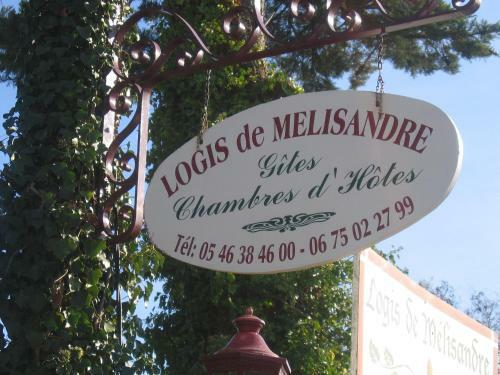 LOGIS de MELISANDRE
Gîtes
Chambres d'Hôtes
Tél: 05 46 38 46 00 - 06 75 02 27 99
Logis de Mélisandre